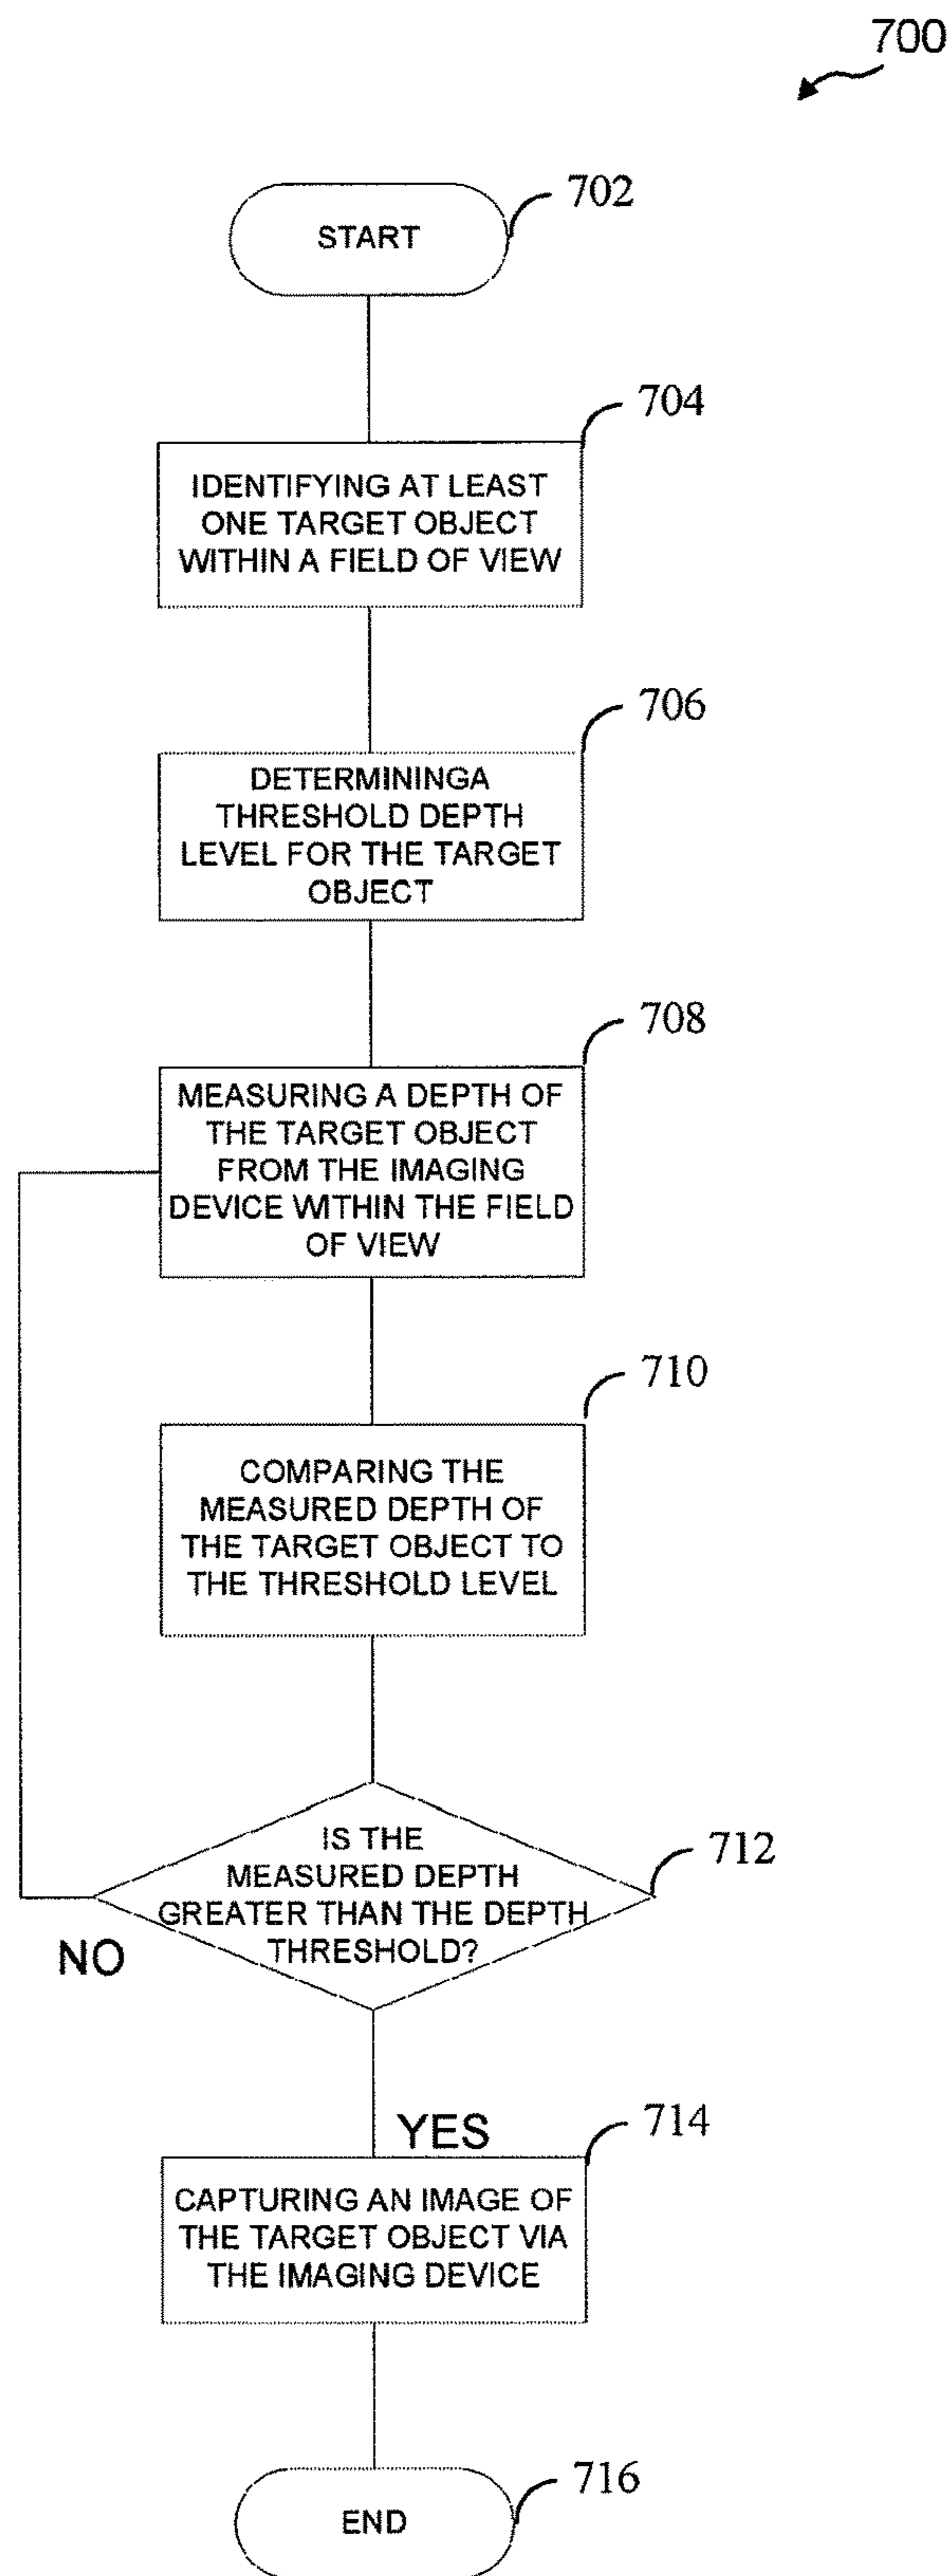 700
702
START
704
IDENTIFYING AT LEAST
ONE TARGET OBJECT
WITHIN A FIELD OF VIEW
706
DETERMININGA
THRESHOLD DEPTH
LEVEL FOR THE TARGET
OBJECT
708
MEASURING A DEPTH OF
THE TARGET OBJECT
FROM THE IMAGING
DEVICE WITHIN THE FIELD
OF VIEW
710
COMPARING THE
MEASURED DEPTH OF
THE TARGET OBJECT TO
THE THRESHOLD LEVEL
712
IS THE
MEASURED DEPTH
GREATER THAN THE DEPTH
THRESHOLD?
NO
YES
714
CAPTURING AN IMAGE OF
THE TARGET OBJECT VIA
THE IMAGING DEVICE
716
END